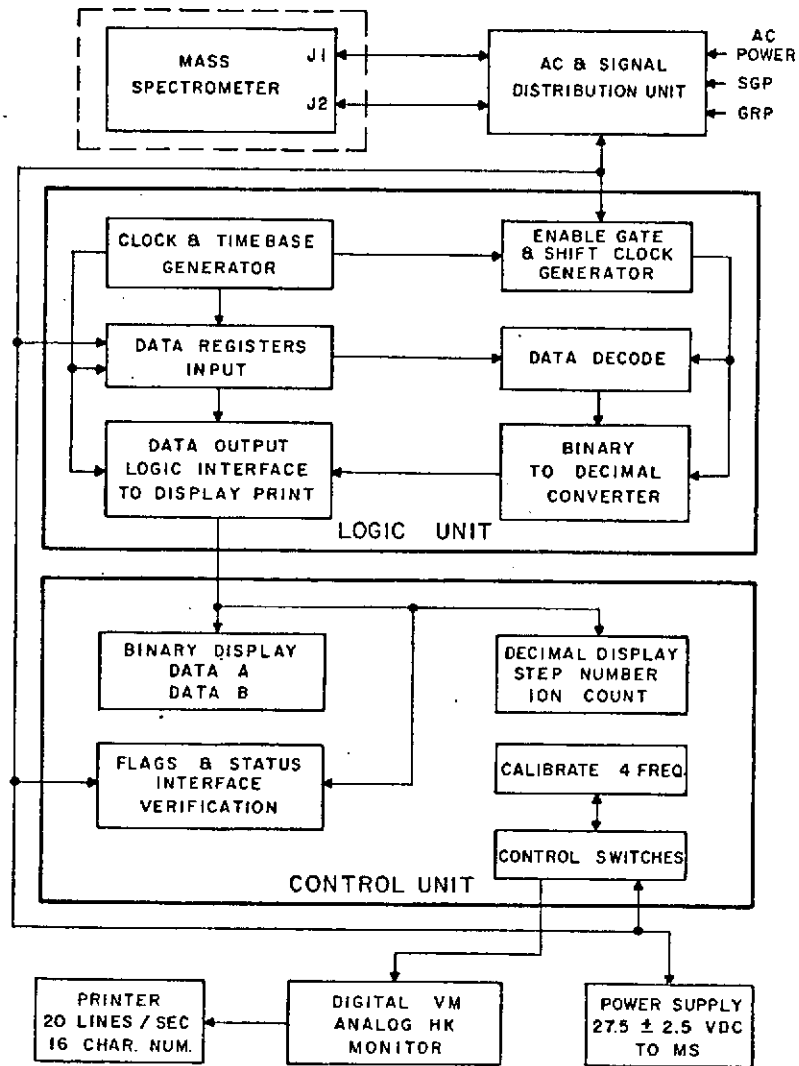 MASS
SPECTROMETER
J1
J2
AC & SIGNAL
DISTRIBUTION UNIT
AC
POWER
SGP
GRP
CLOCK & TIMEBASE
GENERATOR
ENABLE GATE
& SHIFT CLOCK
GENERATOR
DATA REGISTERS
INPUT
DATA DECODE
DATA OUTPUT
LOGIC INTERFACE
TO DISPLAY PRINT
BINARY
TO DECIMAL
CONVERTER
LOGIC UNIT
BINARY DISPLAY
DATA A
DATA B
DECIMAL DISPLAY
STEP NUMBER
ION COUNT
FLAGS & STATUS
INTERFACE
VERIFICATION
CALIBRATE 4 FREQ.
CONTROL SWITCHES
CONTROL UNIT
PRINTER
20 LINES / SEC
16 CHAR. NUM.
DIGITAL VM
ANALOG HK
MONITOR
POWER SUPPLY
27.5 ± 2.5 VDC
TO MS